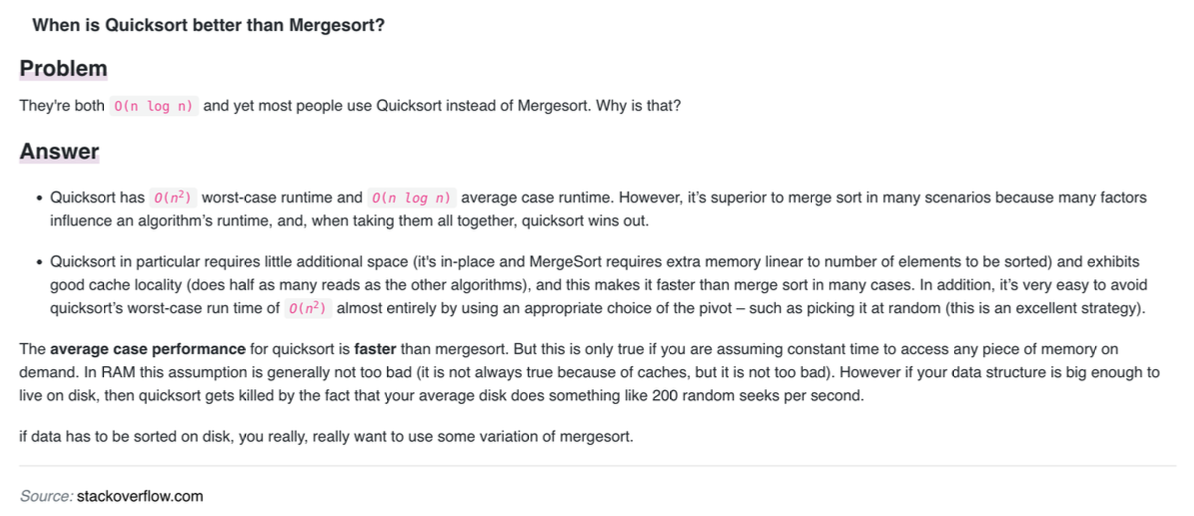 When is Quicksort better than Mergesort?
Problem
They're both O(n log n) and yet most people use Quicksort instead of Mergesort. Why is that?
Answer
• Quicksort has O(n²) worst-case runtime and O(n log n) average case runtime. However, it’s superior to merge sort in many scenarios because many factors
influence an algorithm’s runtime, and, when taking them all together, quicksort wins out.
• Quicksort in particular requires little additional space (it's in-place and MergeSort requires extra memory linear to number of elements to be sorted) and exhibits
good cache locality (does half as many reads as the other algorithms), and this makes it faster than merge sort in many cases. In addition, it’s very easy to avoid
quicksort’s worst-case run time of O(n²) almost entirely by using an appropriate choice of the pivot – such as picking it at random (this is an excellent strategy).
The average case performance for quicksort is faster than mergesort. But this is only true if you are assuming constant time to access any piece of memory on
demand. In RAM this assumption is generally not too bad (it is not always true because of caches, but it is not too bad). However if your data structure is big enough to
live on disk, then quicksort gets killed by the fact that your average disk does something like 200 random seeks per second.
if data has to be sorted on disk, you really, really want to use some variation of mergesort.
Source: stackoverflow.com